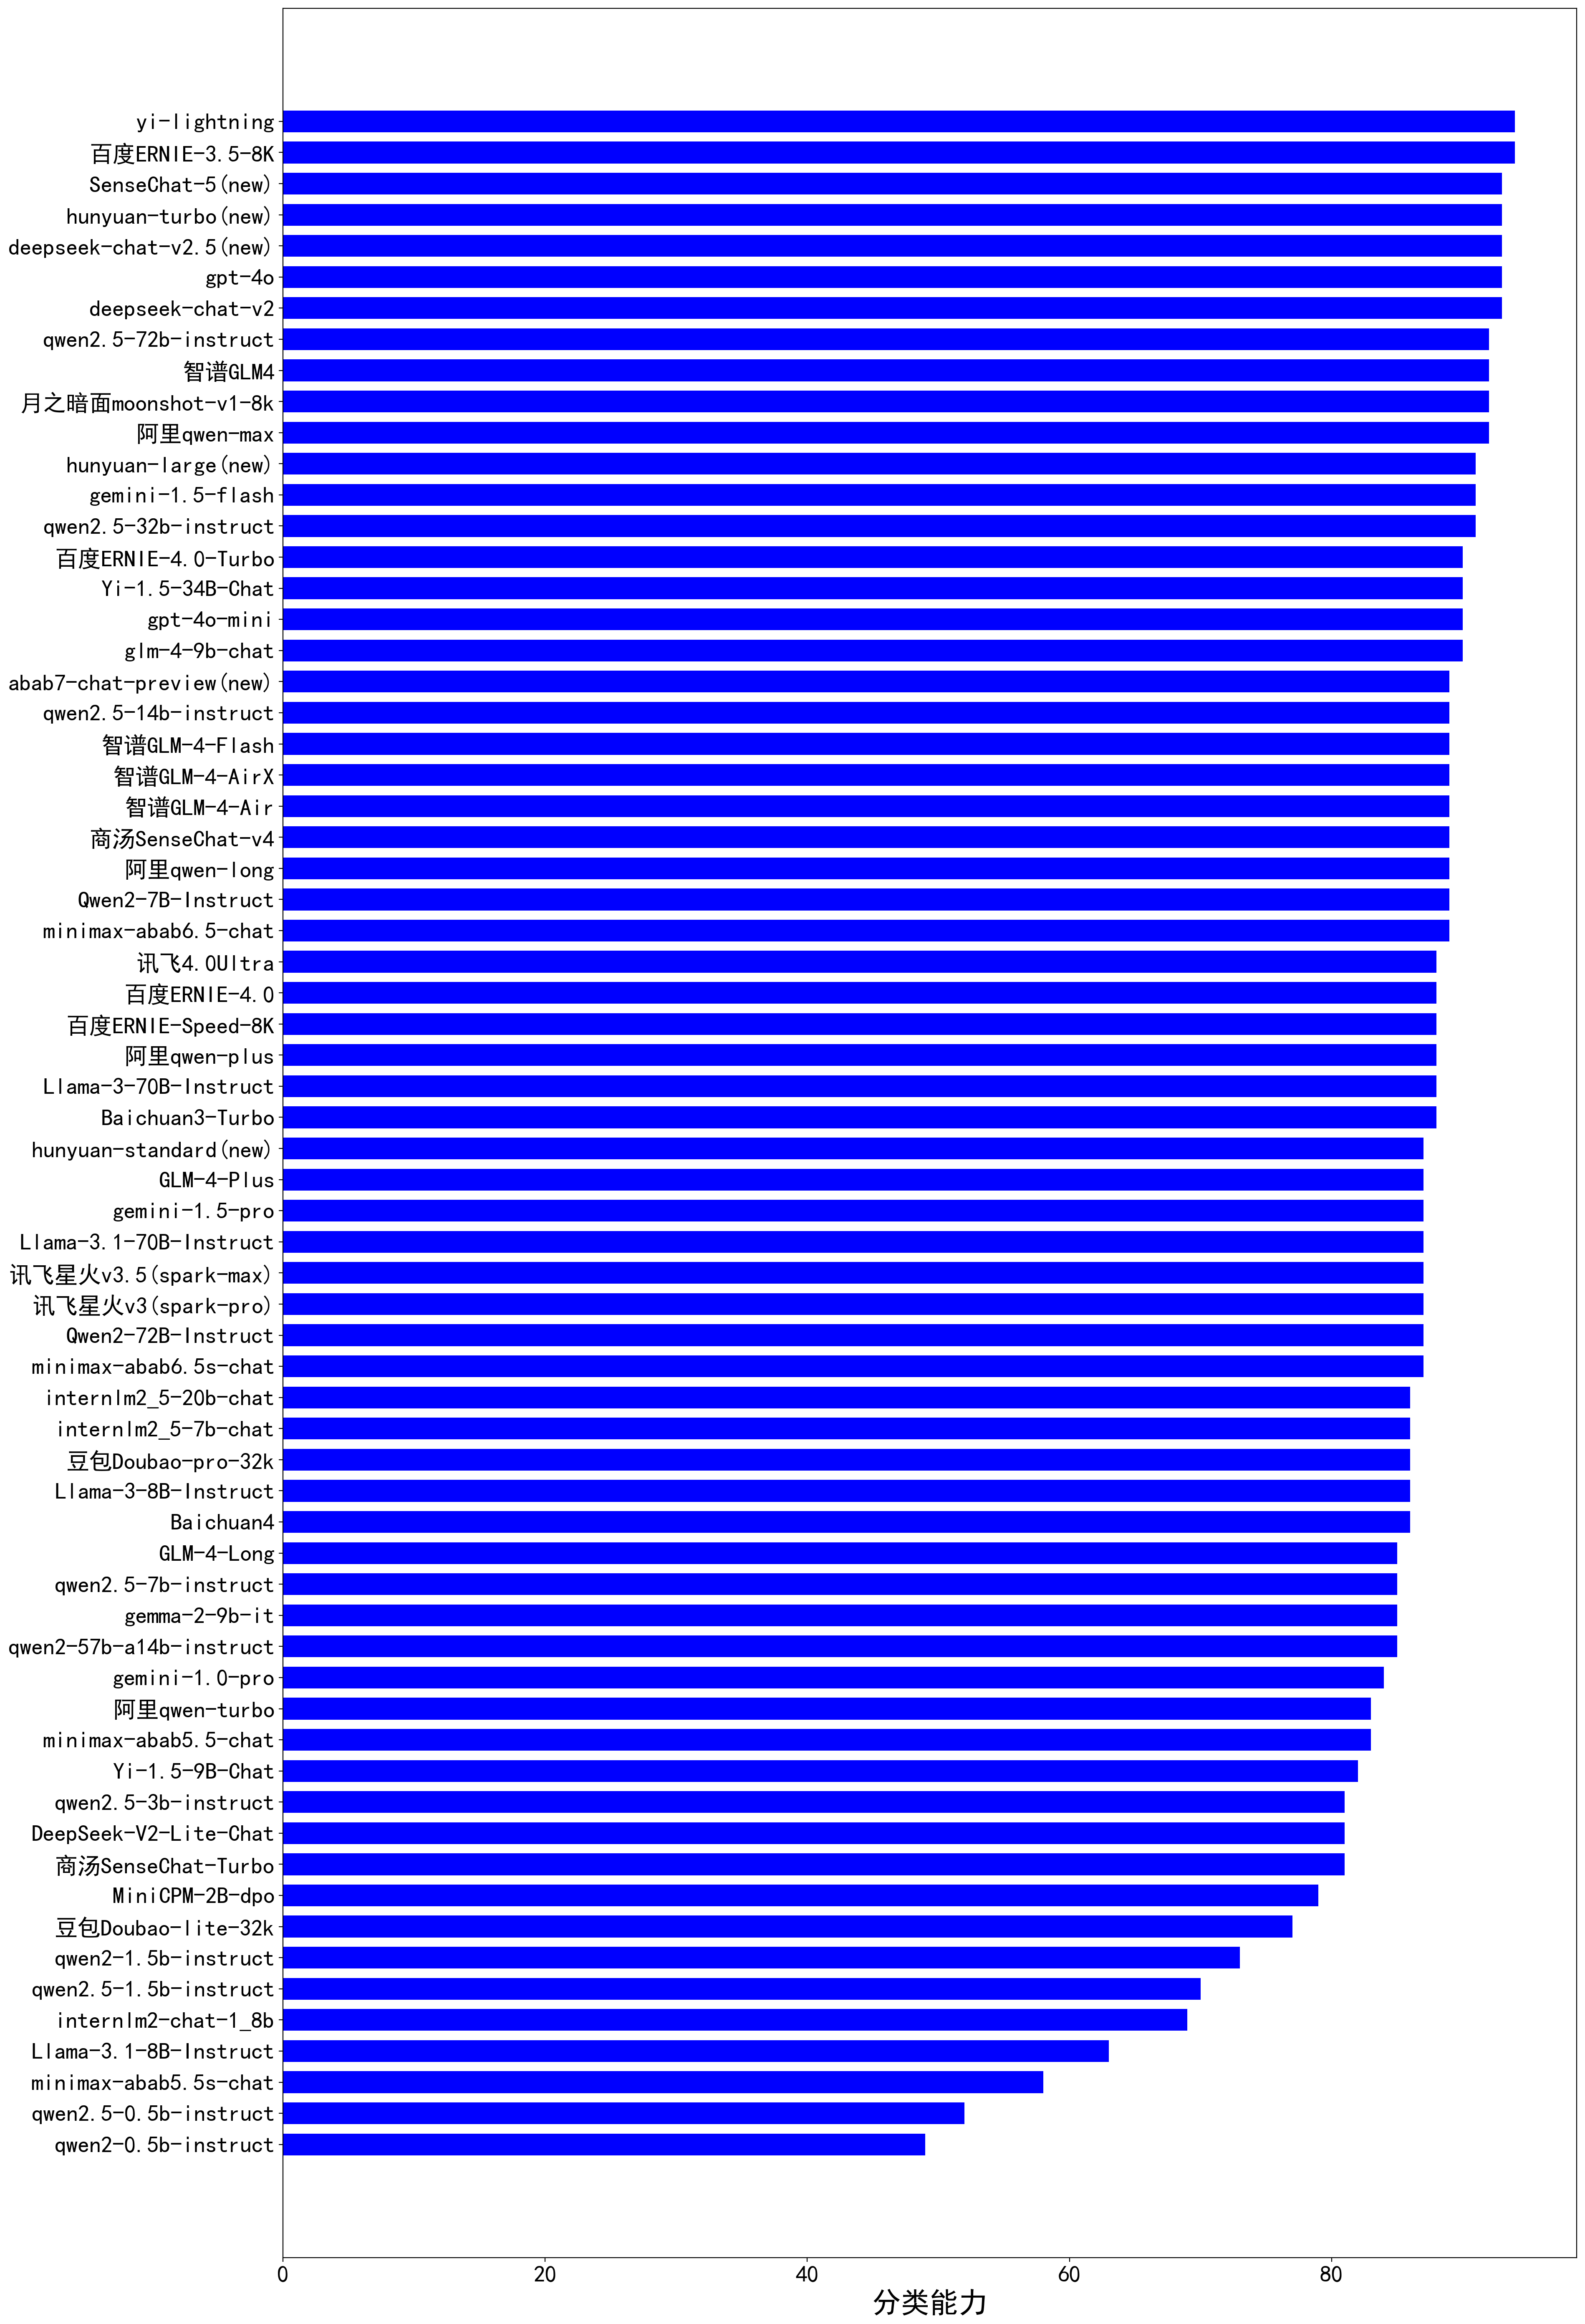 yi-lightning
百度ERNIE-3.5-8K
SenseChat-5(new)
hunyuan-turbo(new)
deepseek-chat-v2.5(new)
gpt-4o
deepseek-chat-v2
qwen2.5-72b-instruct
智谱GLM4
月之暗面moonshot-v1-8k
阿里qwen-max
hunyuan-large(new)
gemini-1.5-flash
qwen2.5-32b-instruct
百度ERNIE-4.0-Turbo
Yi-1.5-34B-Chat
gpt-4o-mini
glm-4-9b-chat
abab7-chat-preview(new)
qwen2.5-14b-instruct
智谱GLM-4-Flash
智谱GLM-4-AirX
智谱GLM-4-Air
商汤SenseChat-v4
阿里qwen-long
Qwen2-7B-Instruct
minimax-abab6.5-chat
讯飞4.0Ultra
百度ERNIE-4.0
百度ERNIE-Speed-8K
阿里qwen-plus
Llama-3-70B-Instruct
Baichuan3-Turbo
hunyuan-standard(new)
GLM-4-Plus
gemini-1.5-pro
Llama-3.1-70B-Instruct
讯飞星火v3.5(spark-max)
讯飞星火v3(spark-pro)
Qwen2-72B-Instruct
minimax-abab6.5s-chat
internlm2_5-20b-chat
internlm2_5-7b-chat
豆包Doubao-pro-32k
Llama-3-8B-Instruct
Baichuan4
GLM-4-Long
qwen2.5-7b-instruct
gemma-2-9b-it
qwen2-57b-a14b-instruct
gemini-1.0-pro
阿里qwen-turbo
minimax-abab5.5-chat
Yi-1.5-9B-Chat
qwen2.5-3b-instruct
DeepSeek-V2-Lite-Chat
商汤SenseChat-Turbo
MiniCPM-2B-dpo
豆包Doubao-lite-32k
qwen2-1.5b-instruct
qwen2.5-1.5b-instruct
internlm2-chat-1_8b
Llama-3.1-8B-Instruct
minimax-abab5.5s-chat
qwen2.5-0.5b-instruct
qwen2-0.5b-instruct
0 20 40 60 80
分类能力